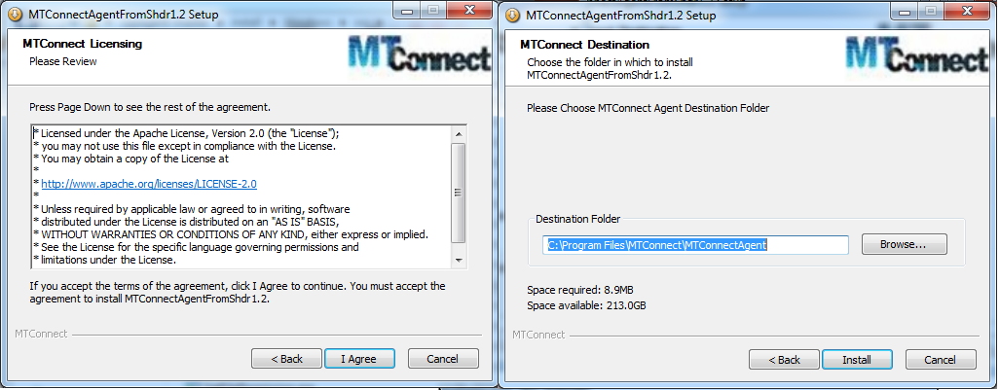 MTConnectAgentFromShdr1.2 Setup
MTConnect Licensing
Please Review
MTConnect
Press Page Down to see the rest of the agreement.
* Licensed under the Apache License, Version 2.0 (the "License");
* you may not use this file except in compliance with the License.
* You may obtain a copy of the License at
*
* http://www.apache.org/licenses/LICENSE-2.0
*
* Unless required by applicable law or agreed to in writing, software
* distributed under the License is distributed on an "AS IS" BASIS,
* WITHOUT WARRANTIES OR CONDITIONS OF ANY KIND, either express or implied.
* See the License for the specific language governing permissions and
* limitations under the License.
If you accept the terms of the agreement, click I Agree to continue. You must accept the
agreement to install MTConnectAgentFromShdr1.2.
MTConnect
< Back
I Agree
Cancel
MTConnectAgentFromShdr1.2 Setup
MTConnect Destination
Choose the folder in which to install
MTConnectAgentFromShdr1.2.
MTConnect
Please Choose MTConnect Agent Destination Folder
Destination Folder
C:\Program Files\MTConnect\MTConnectAgent
Browse...
Space required: 8.9MB
Space available: 213.0GB
MTConnect
< Back
Install
Cancel